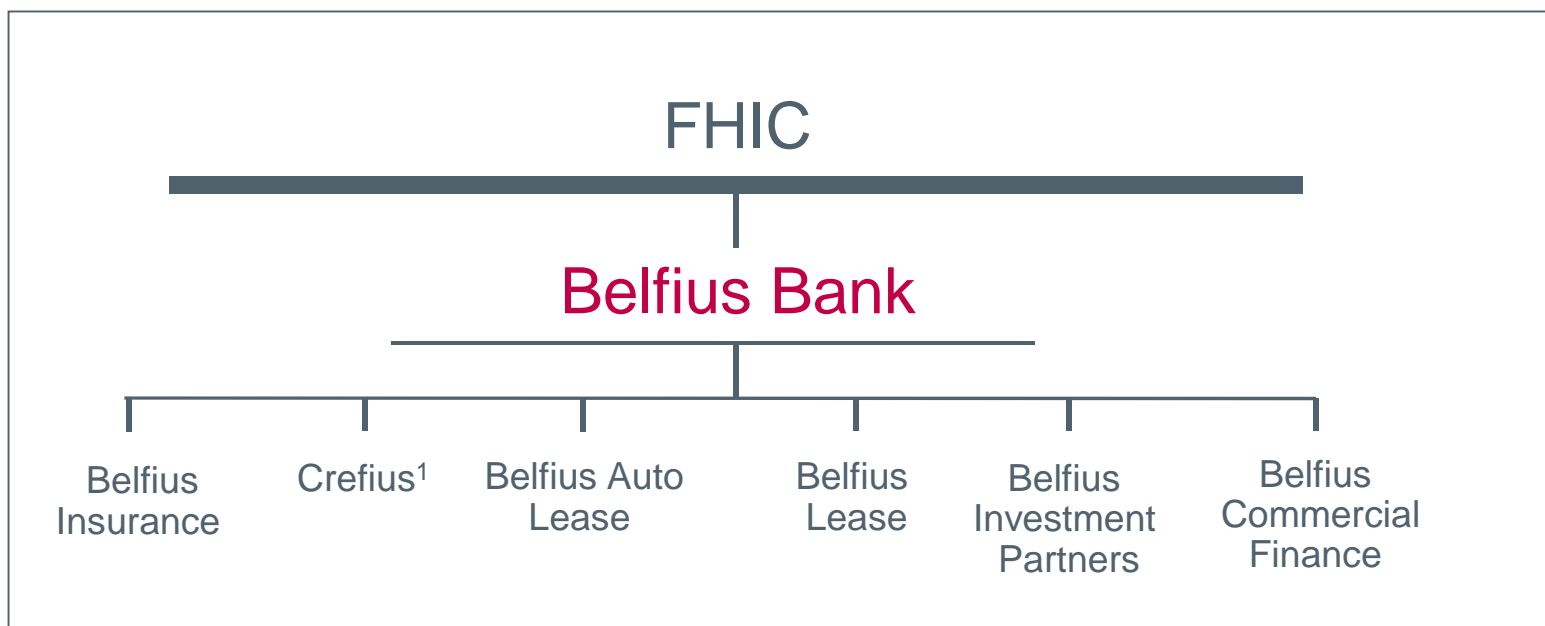 FHIC
Belfius Bank
Belfius
Insurance
Crefius¹
Belfius Auto
Lease
Belfius
Lease
Belfius
Investment
Partners
Belfius
Commercial
Finance